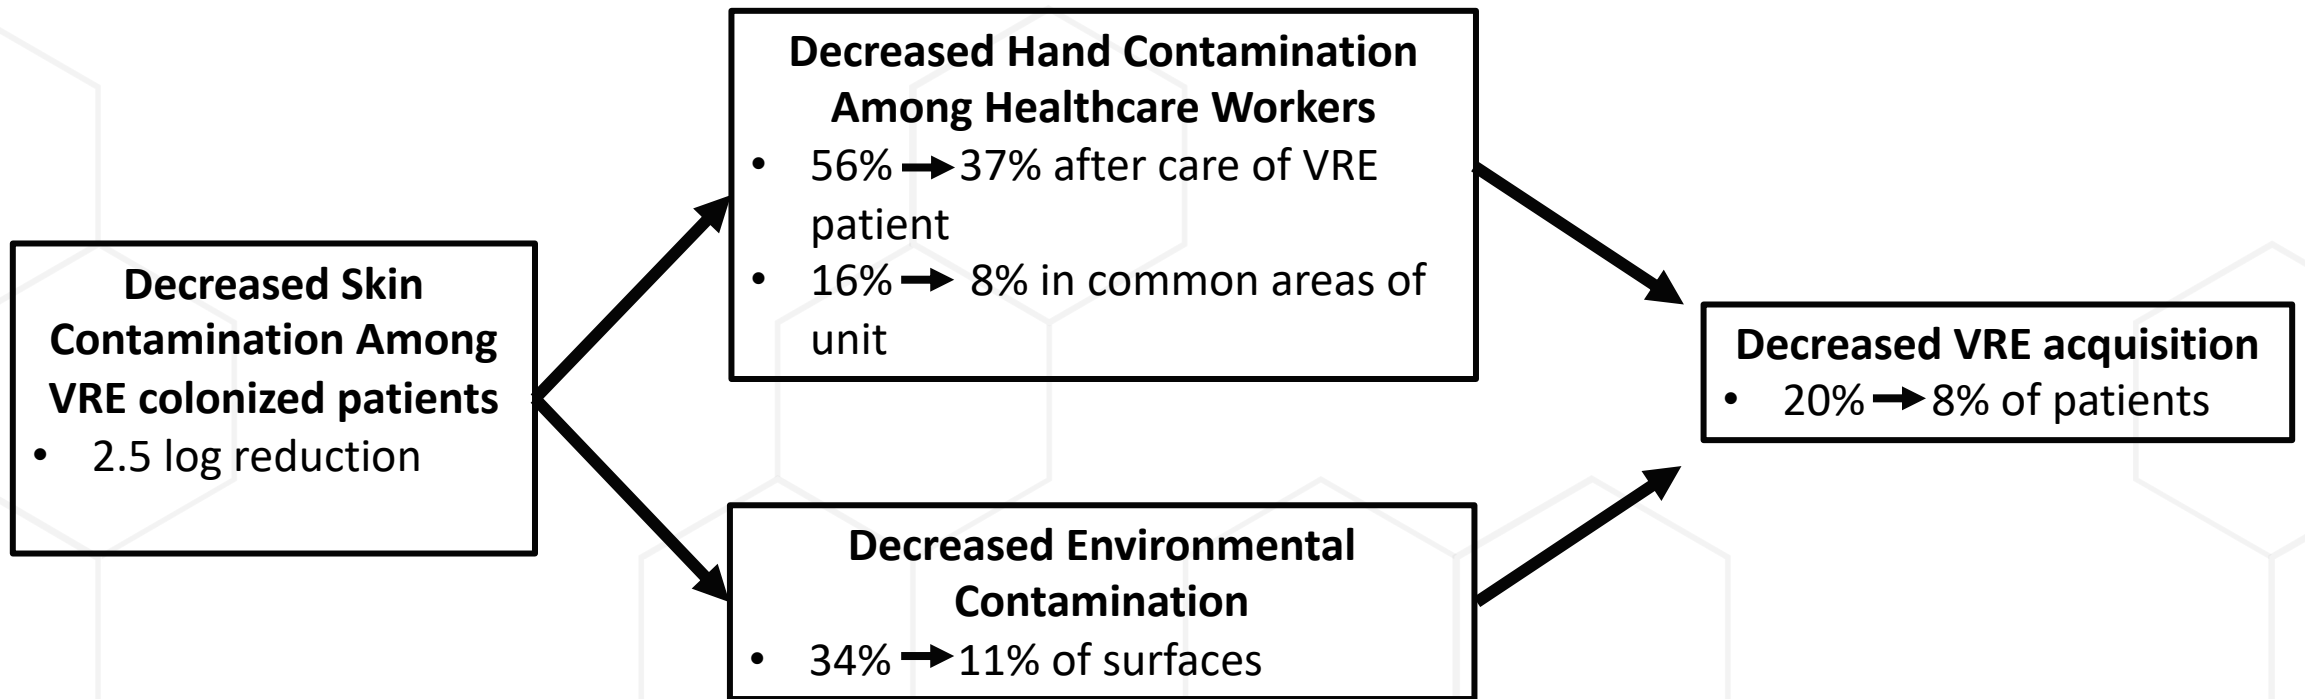 Decreased Skin
Contamination Among
VRE colonized patients
• 2.5 log reduction
Decreased Hand Contamination
Among Healthcare Workers
• 56% → 37% after care of VRE
patient
• 16% → 8% in common areas of
unit
Decreased Environmental
Contamination
• 34% → 11% of surfaces
Decreased VRE acquisition
• 20% → 8% of patients